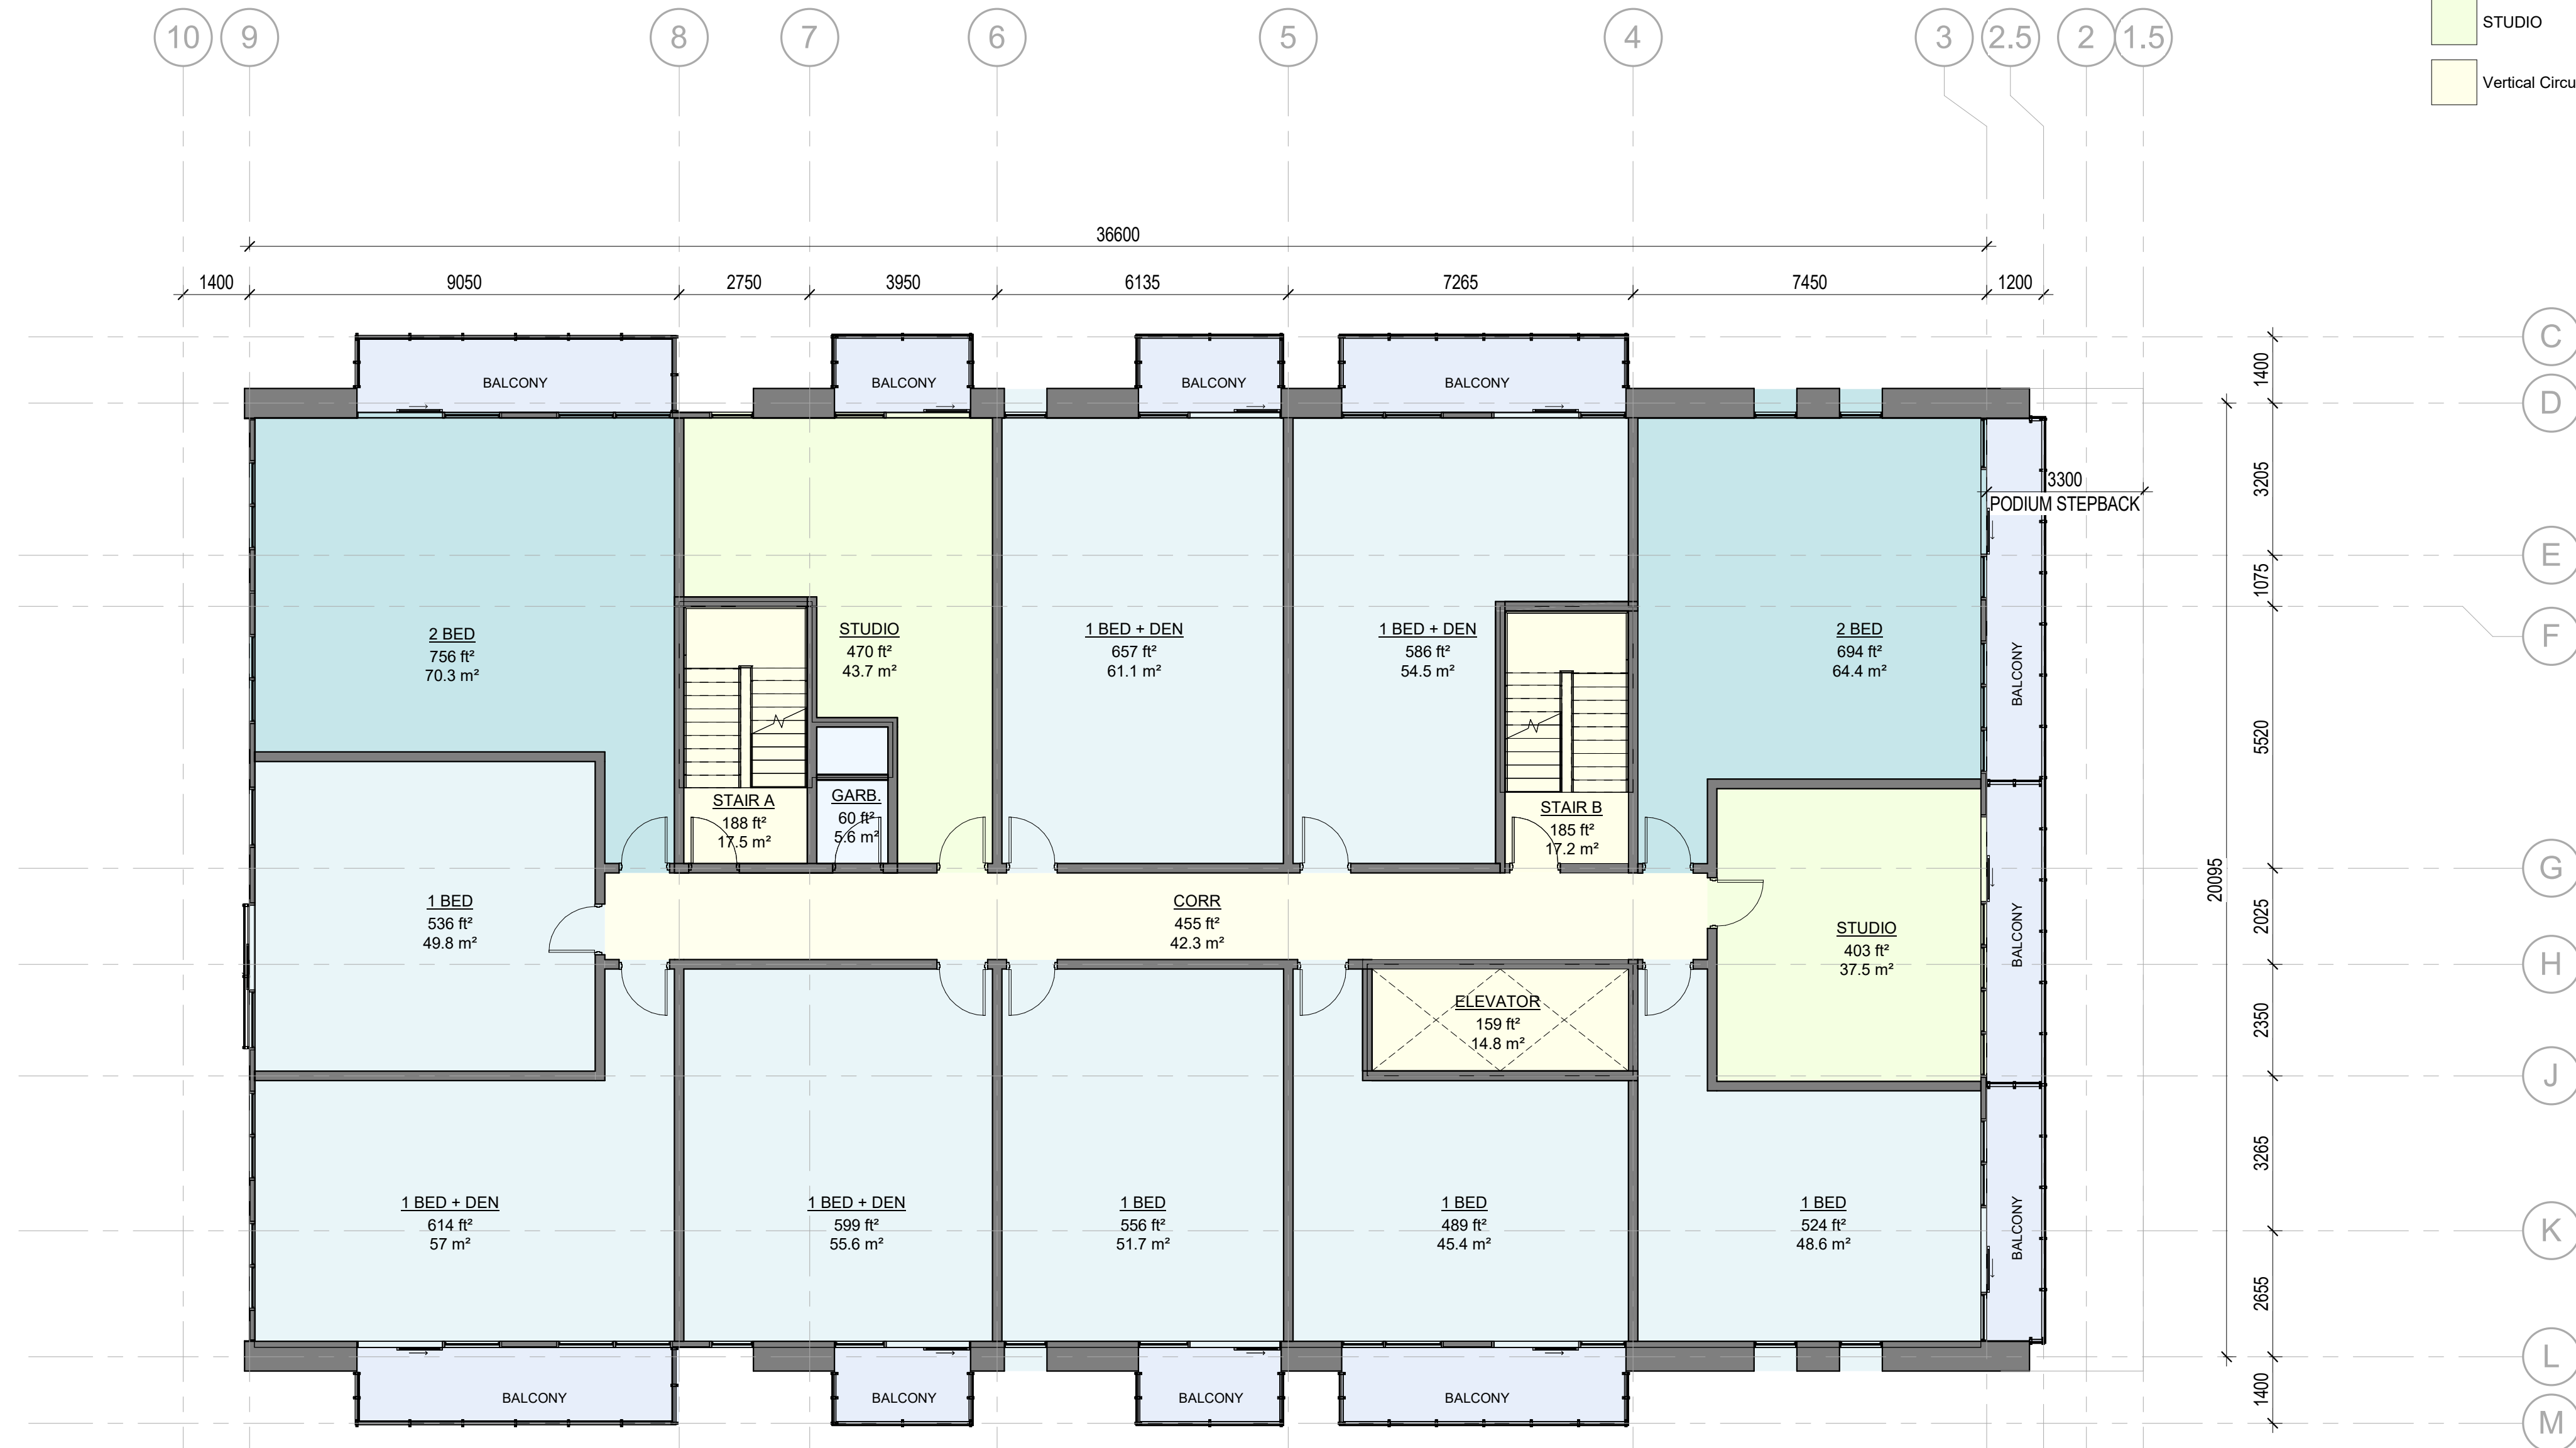 10 9 8 7 6 5 4 3 2.5 2 1.5
STUDIO
Vertical Circu
36600
1400 9050 2750 3950 6135 7265 7450 1200
C
1400
D
BALCONY BALCONY BALCONY BALCONY
3205
3300
PODIUM STEPBACK
E
1075
F
2 BED
756 ft²
70.3 m²
STUDIO
470 ft²
43.7 m²
1 BED + DEN
657 ft²
61.1 m²
1 BED + DEN
586 ft²
54.5 m²
2 BED
694 ft²
64.4 m²
BALCONY
5520
STAIR A
188 ft²
17.5 m²
GARB.
60 ft²
5.6 m²
STAIR B
185 ft²
17.2 m²
G
20095
1 BED
536 ft²
49.8 m²
CORR
455 ft²
42.3 m²
STUDIO
403 ft²
37.5 m²
BALCONY
2025
H
ELEVATOR
159 ft²
14.8 m²
2350
J
3265
1 BED + DEN
614 ft²
57 m²
1 BED + DEN
599 ft²
55.6 m²
1 BED
556 ft²
51.7 m²
1 BED
489 ft²
45.4 m²
1 BED
524 ft²
48.6 m²
BALCONY
K
2655
L
BALCONY BALCONY BALCONY BALCONY
1400
M